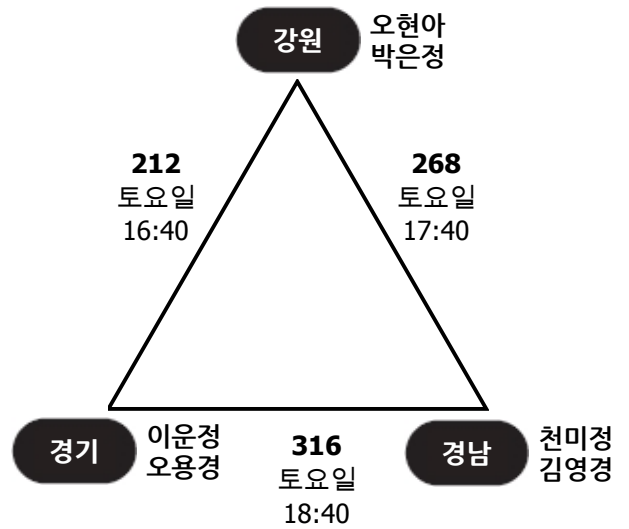 강원
오현아
박은정
212
토요일
16:40
268
토요일
17:40
경기
이운정
오용경
316
토요일
18:40
경남
천미정
김영경